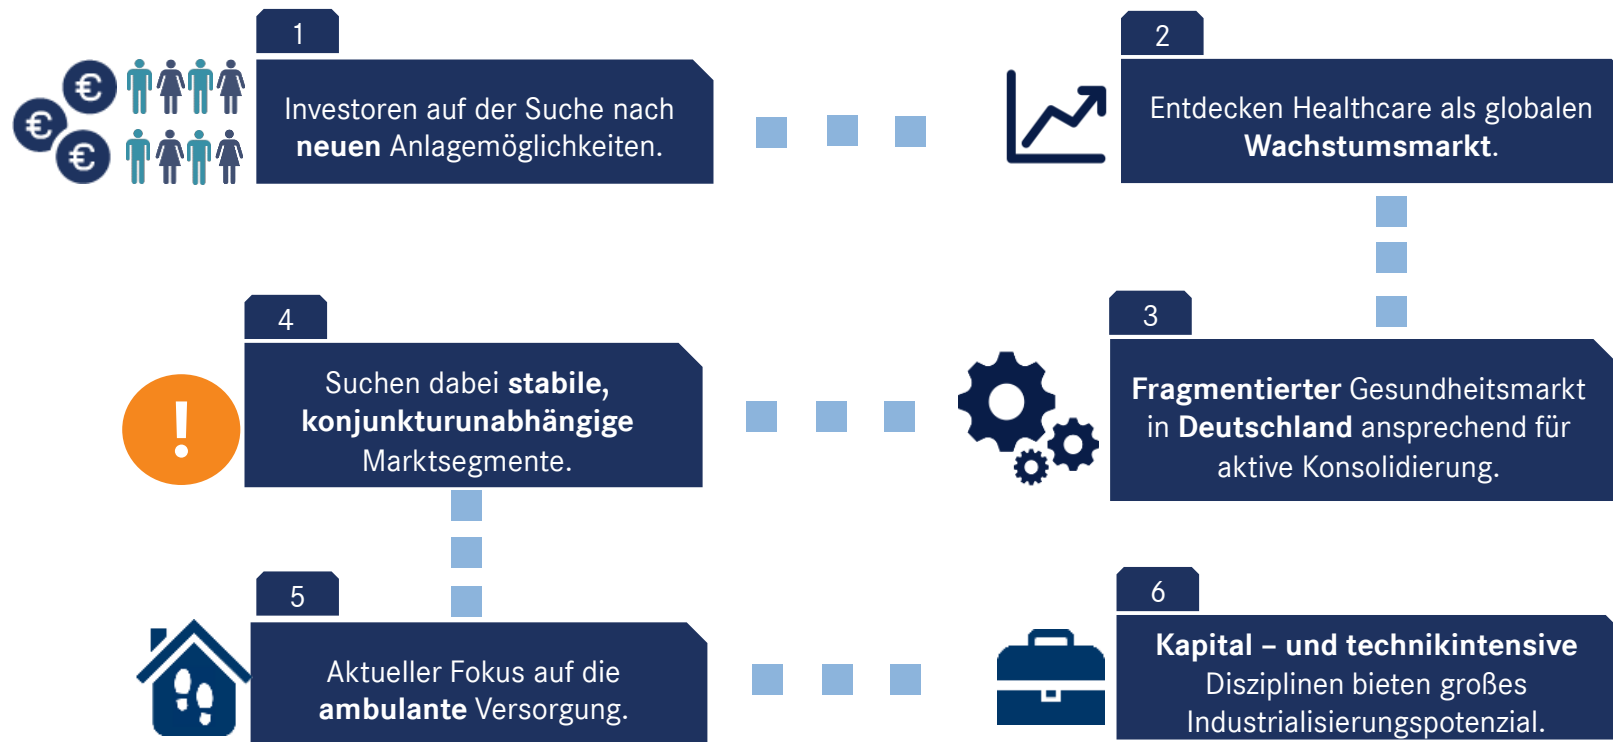 1
€
€
€
Investoren auf der Suche nach
neuen Anlagemöglichkeiten.
2
Entdecken Healthcare als globalen
Wachstumsmarkt.
3
Fragmentierter Gesundheitsmarkt
in Deutschland ansprechend für
aktive Konsolidierung.
4
!
Suchen dabei stabile,
konjunkturunabhängige
Marktsegmente.
5
Aktueller Fokus auf die
ambulante Versorgung.
6
Kapital – und technikintensive
Disziplinen bieten großes
Industrialisierungspotenzial.